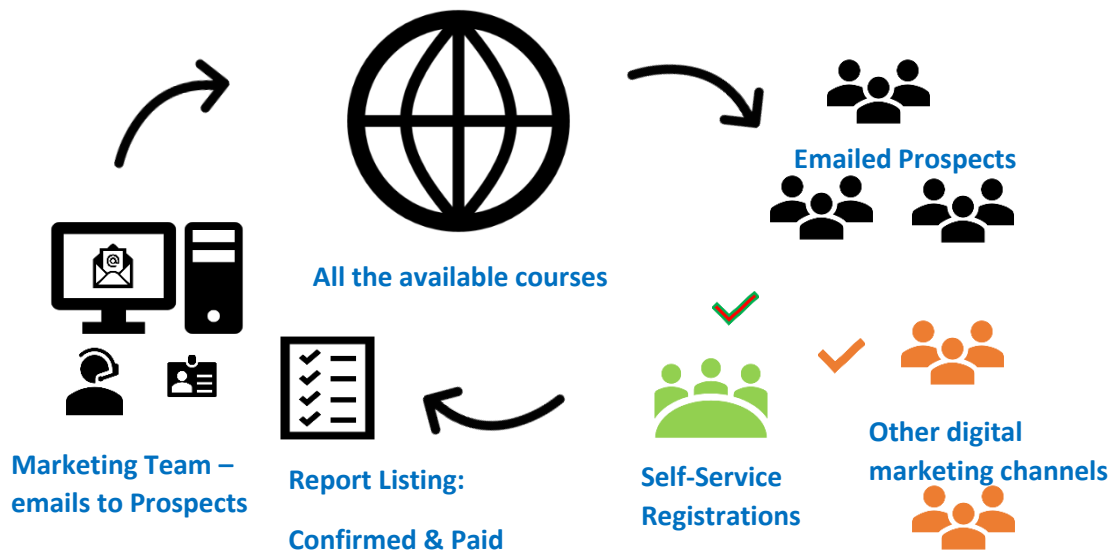 Emailed Prospects
All the available courses
@
Marketing Team –
emails to Prospects
Report Listing:
Confirmed & Paid
Self-Service
Registrations
Other digital
marketing channels